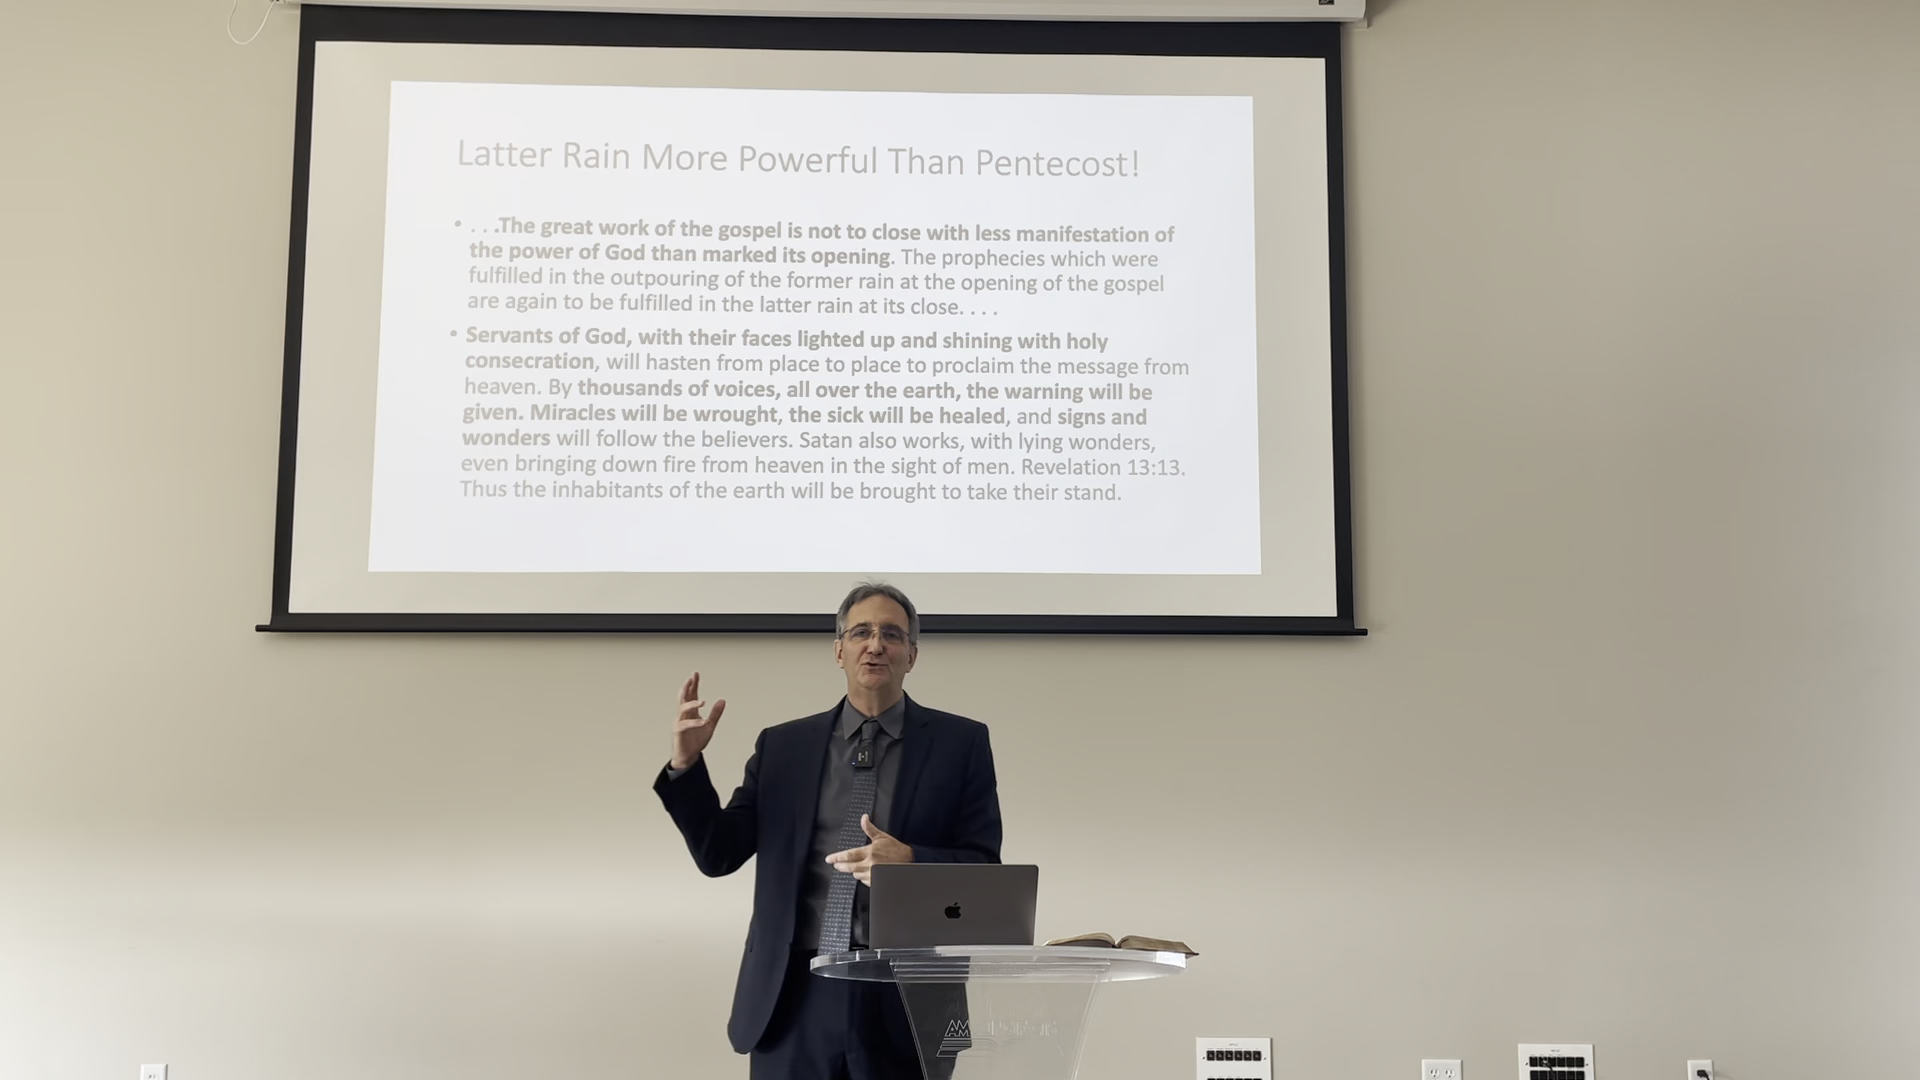 Latter Rain More Powerful Than Pentecost!
• . . .The great work of the gospel is not to close with less manifestation of
the power of God than marked its opening. The prophecies which were
fulfilled in the outpouring of the former rain at the opening of the gospel
are again to be fulfilled in the latter rain at its close. . . .
• Servants of God, with their faces lighted up and shining with holy
consecration, will hasten from place to place to proclaim the message from
heaven. By thousands of voices, all over the earth, the warning will be
given. Miracles will be wrought, the sick will be healed, and signs and
wonders will follow the believers. Satan also works, with lying wonders,
even bringing down fire from heaven in the sight of men. Revelation 13:13.
Thus the inhabitants of the earth will be brought to take their stand.